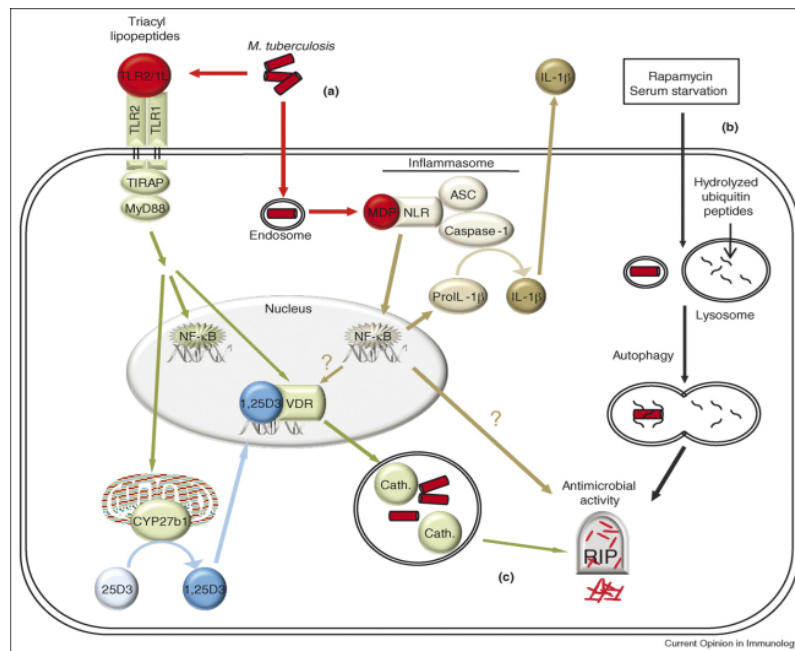 Triacyl
lipopeptides
M. tuberculosis
TLR2/1L
(a)
IL-1β
Rapamycin
Serum starvation
(b)
TLR2
TLR1
Inflammasome
TIRAP
MyD88
Endosome
MDP
NLR
ASC
Caspase-1
Hydrolyzed
ubiquitin
peptides
ProIL-1β
IL-1β
Lysosome
Nucleus
NF-κB
NF-κB
?
Autophagy
1,25D3
VDR
?
Cath.
Cath.
Antimicrobial
activity
RIP
CYP27b1
25D3
1,25D3
(c)
Current Opinion in Immunology